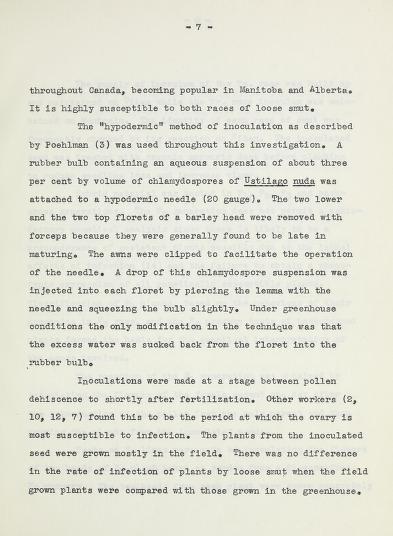 - 7 -
throughout Canada, becoming popular in Manitoba and Alberta.
It is highly susceptible to both races of loose smut.
The "hypodermic" method of inoculation as described
by Poehlman (3) was used throughout this investigation. A
rubber bulb containing an aqueous suspension of about three
per cent by volume of chlamydospores of Ustilago nuda was
attached to a hypodermic needle (20 gauge). The two lower
and the two top florets of a barley head were removed with
forceps because they were generally found to be late in
maturing. The awns were clipped to facilitate the operation
of the needle. A drop of this chlamydospore suspension was
injected into each floret by piercing the lemma with the
needle and squeezing the bulb slightly. Under greenhouse
conditions the only modification in the technique was that
the excess water was sucked back from the floret into the
rubber bulb.
Inoculations were made at a stage between pollen
dehiscence to shortly after fertilization. Other workers (2,
10, 12, 7) found this to be the period at which the ovary is
most susceptible to infection. The plants from the inoculated
seed were grown mostly in the field. There was no difference
in the rate of infection of plants by loose smut when the field
grown plants were compared with those grown in the greenhouse.